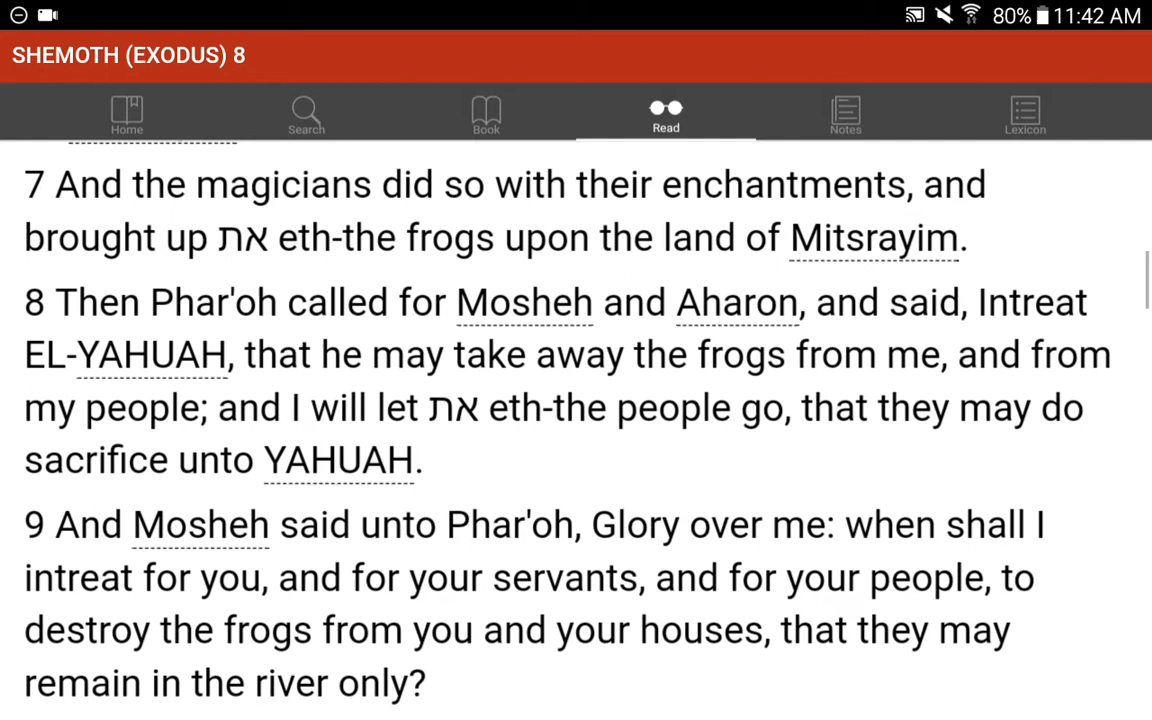 80% 11:42 AM
SHEMOTH (EXODUS) 8
Home Search Book Read Notes Lexicon
7 And the magicians did so with their enchantments, and
brought up את eth-the frogs upon the land of Mitsrayim.
8 Then Phar'oh called for Mosheh and Aharon, and said, Intreat
EL-YAHUAH, that he may take away the frogs from me, and from
my people; and I will let את eth-the people go, that they may do
sacrifice unto YAHUAH.
9 And Mosheh said unto Phar'oh, Glory over me: when shall I
intreat for you, and for your servants, and for your people, to
destroy the frogs from you and your houses, that they may
remain in the river only?